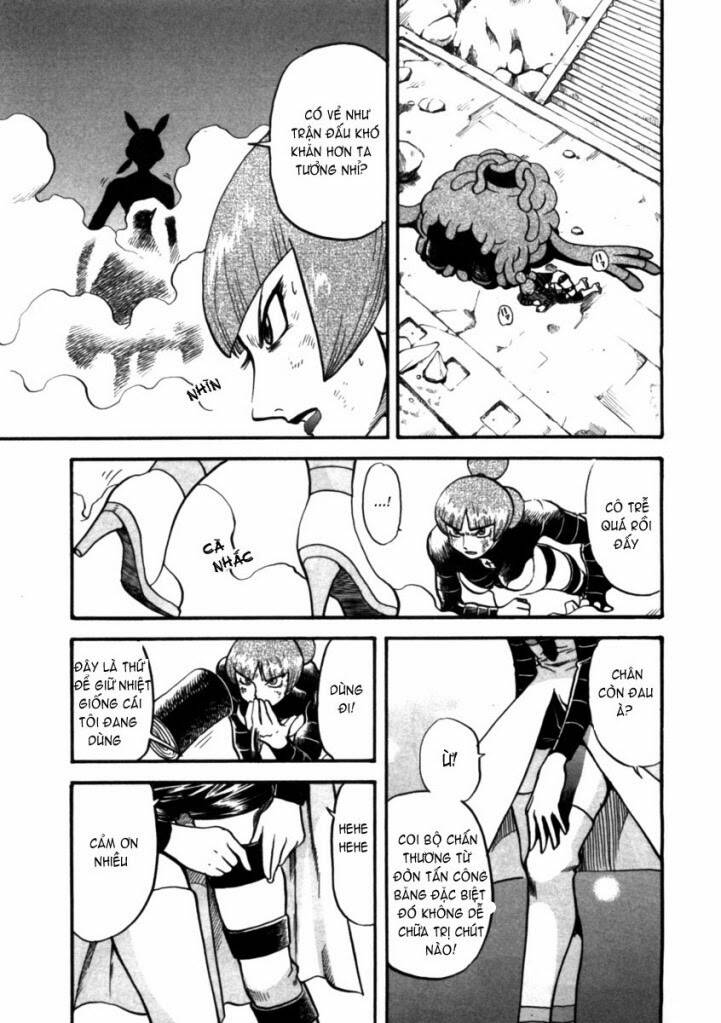 CÓ VẺ NHƯ
TRẬN ĐẤU KHÓ
KHĂN HƠN TA
TƯỞNG NHỈ?
NHÌN
CÔ TRỄ
QUÁ RỒI
ĐẤY
...!
CÀ
NHẮC
CHÂN
CÒN ĐAU
À?
Ừ!
COI BỘ CHẤN
THƯƠNG TỪ
ĐÒN TẤN CÔNG
BĂNG ĐẶC BIỆT
ĐÓ KHÔNG DỄ
CHỮA TRỊ CHÚT
NÀO!
DÙNG
ĐI!
ĐÂY LÀ THỨ
ĐỂ GIỮ NHIỆT
GIỐNG CÁI
TÔI ĐANG
DÙNG
HEHE
HEHE
CẢM ƠN
NHIỀU